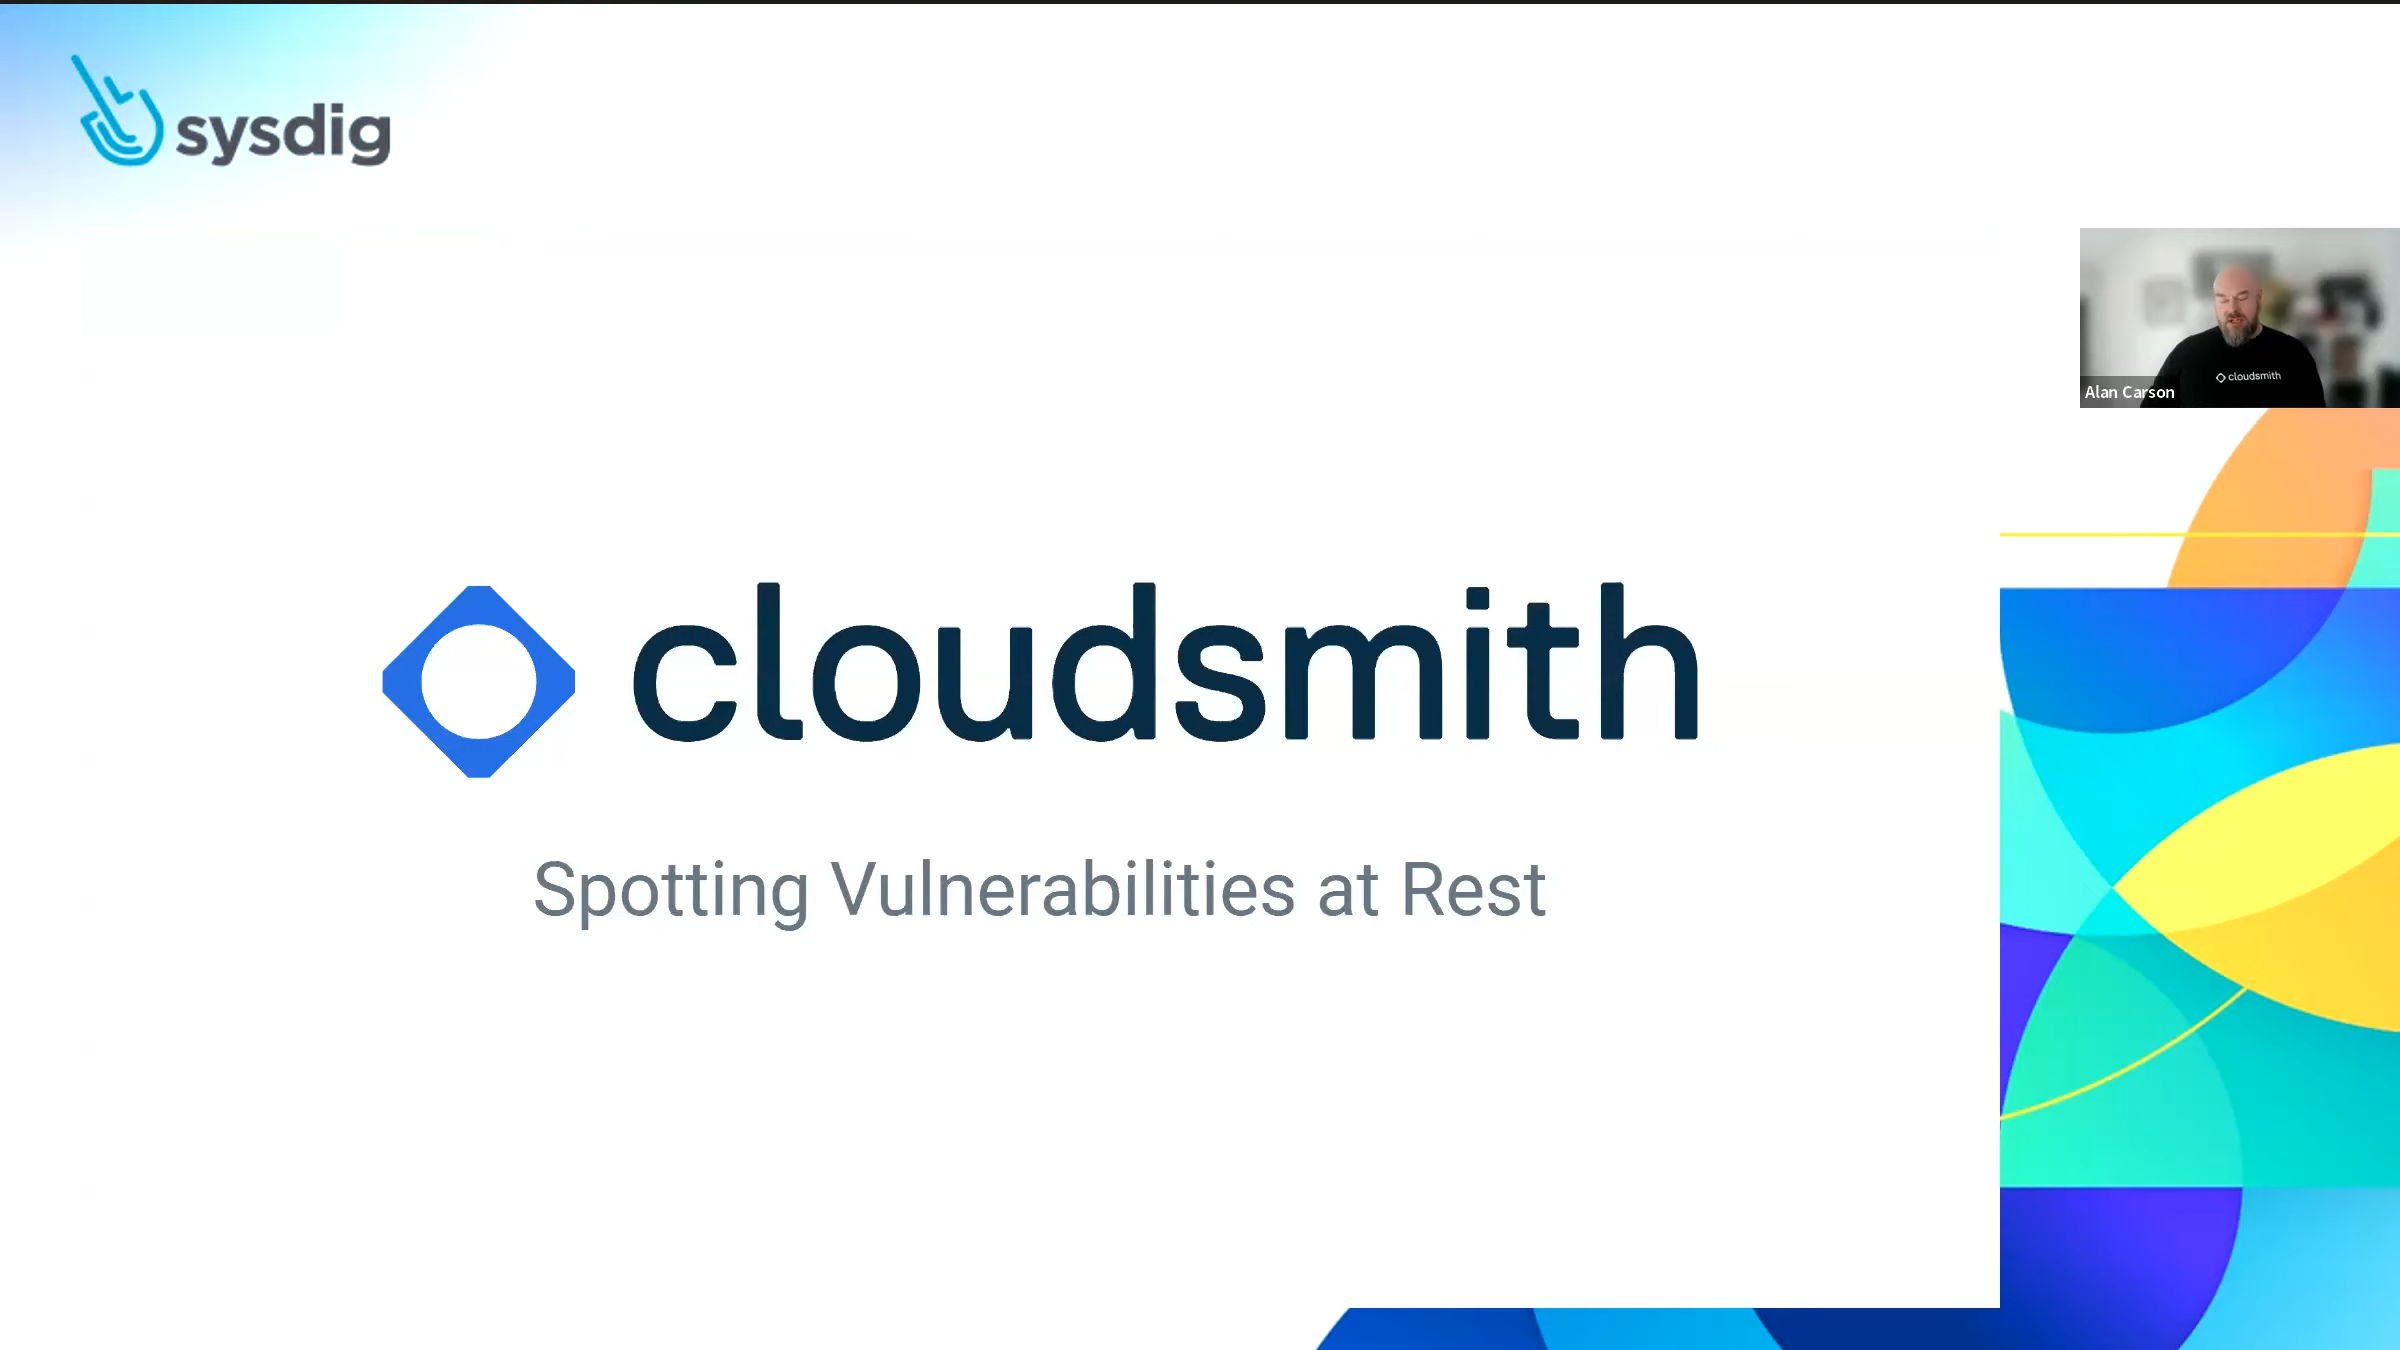 sysdig
cloudsmith
Alan Carson
cloudsmith
Spotting Vulnerabilities at Rest